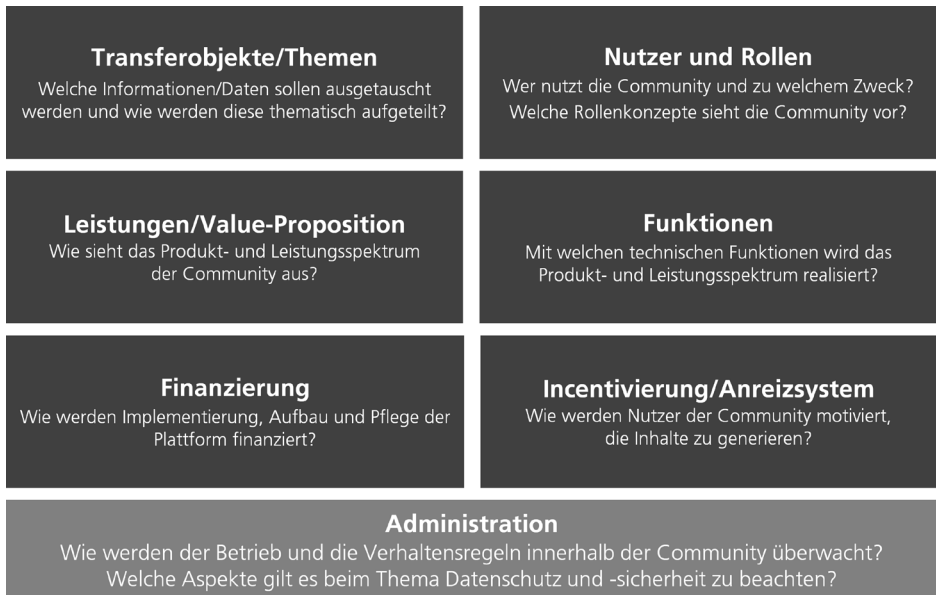 Transferobjekte/Themen
Welche Informationen/Daten sollen ausgetauscht
werden und wie werden diese thematisch aufgeteilt?
Nutzer und Rollen
Wer nutzt die Community und zu welchem Zweck?
Welche Rollenkonzepte sieht die Community vor?
Leistungen/Value-Proposition
Wie sieht das Produkt- und Leistungsspektrum
der Community aus?
Funktionen
Mit welchen technischen Funktionen wird das
Produkt- und Leistungsspektrum realisiert?
Finanzierung
Wie werden Implementierung, Aufbau und Pflege der
Plattform finanziert?
Incentivierung/Anreizsystem
Wie werden Nutzer der Community motiviert,
die Inhalte zu generieren?
Administration
Wie werden der Betrieb und die Verhaltensregeln innerhalb der Community überwacht?
Welche Aspekte gilt es beim Thema Datenschutz und -sicherheit zu beachten?